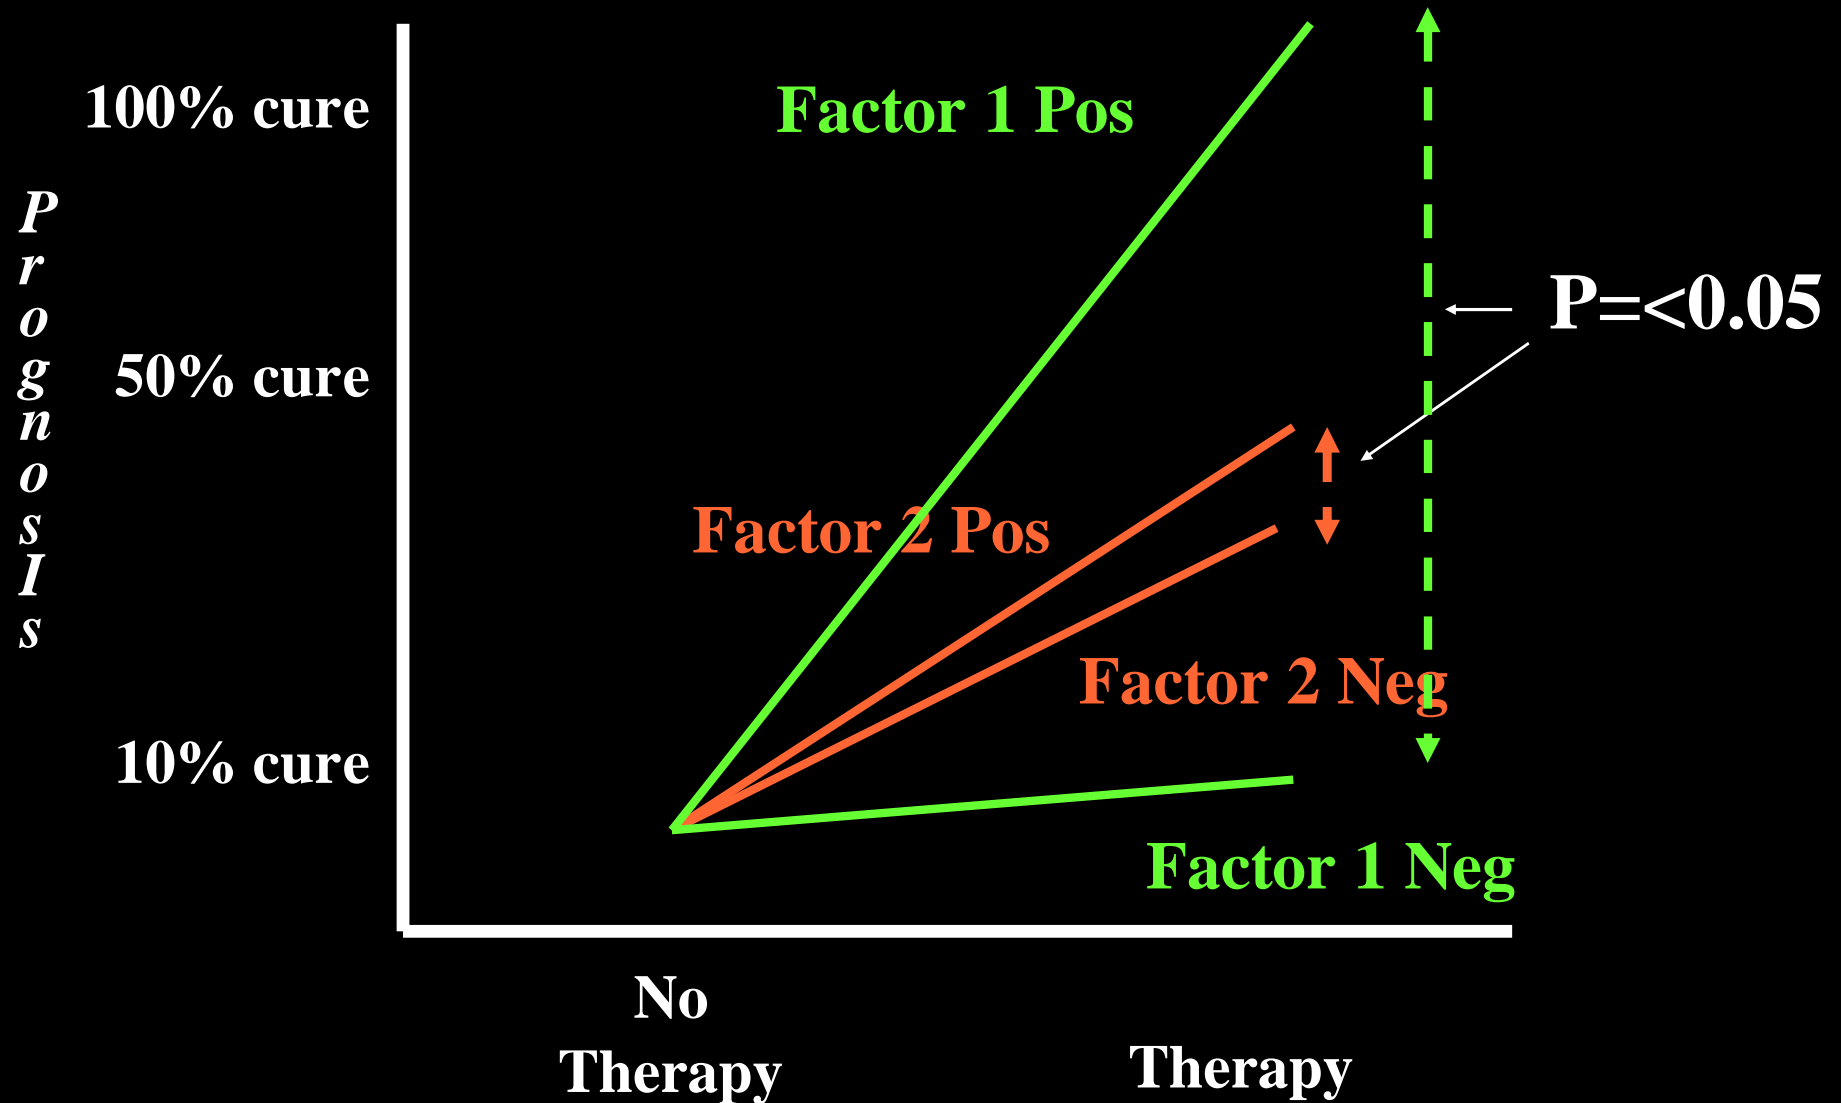 100% cure
Factor 1 Pos
PrognosIs
P=<0.05
50% cure
Factor 2 Pos
Factor 2 Neg
10% cure
Factor 1 Neg
No
Therapy
Therapy